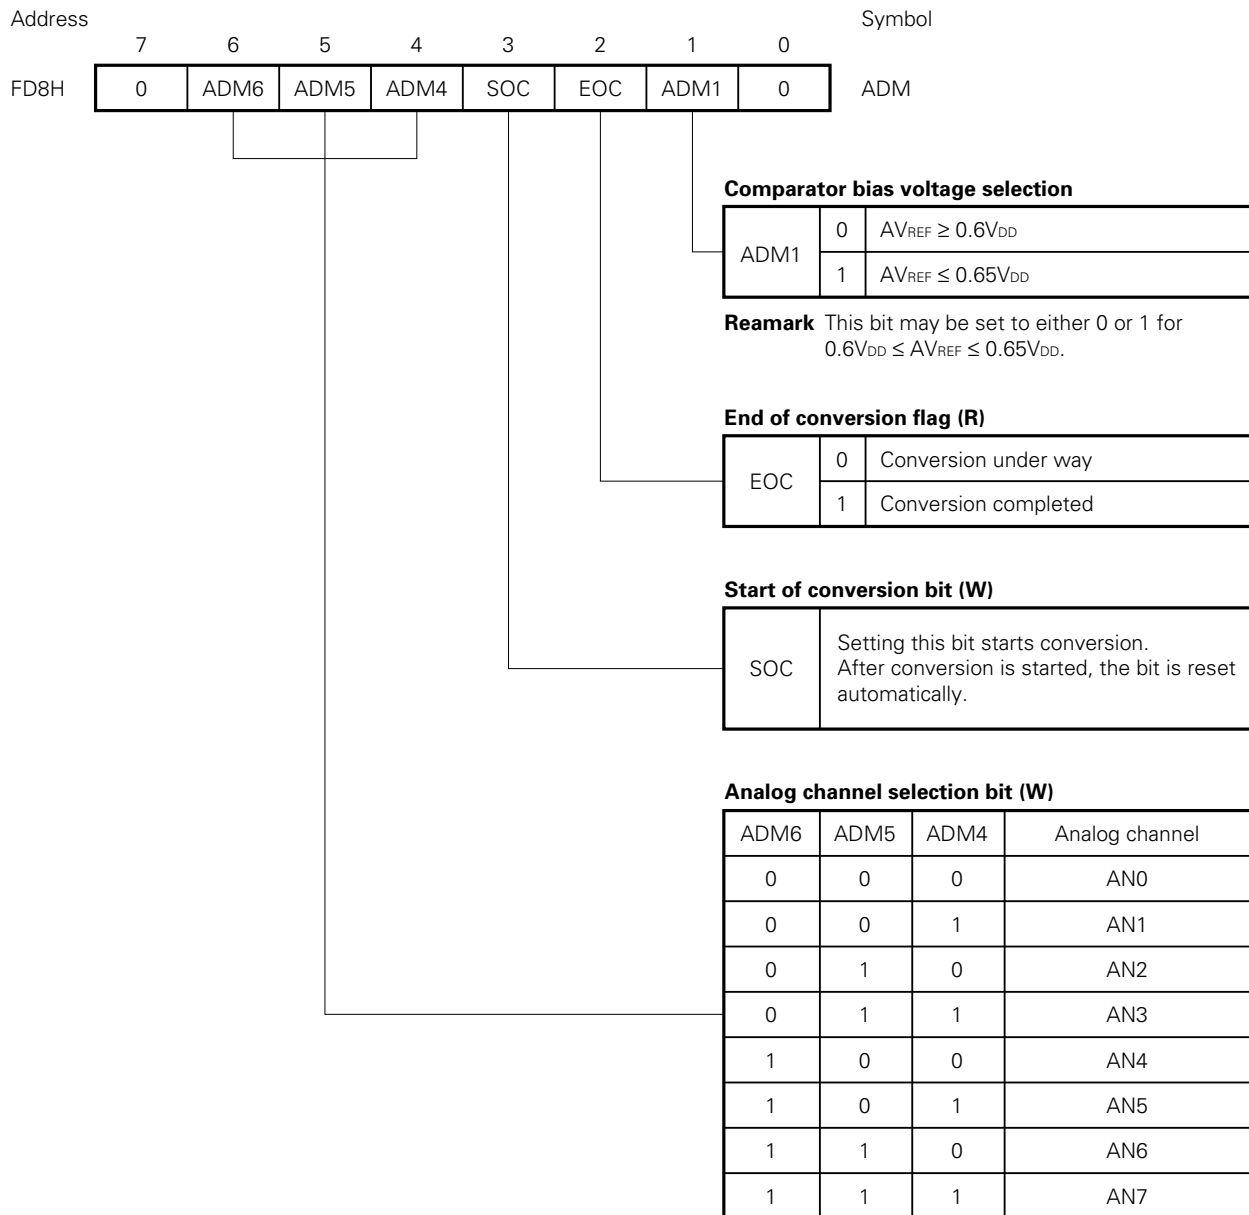 Address Symbol
7 6 5 4 3 2 1 0
FD8H 0 ADM6 ADM5 ADM4 SOC EOC ADM1 0 ADM
Comparator bias voltage selection
ADM1
0 AVREF ≥ 0.6VDD
1 AVREF ≤ 0.65VDD
Reamark This bit may be set to either 0 or 1 for
0.6VDD ≤ AVREF ≤ 0.65VDD.
End of conversion flag (R)
EOC
0 Conversion under way
1 Conversion completed
Start of conversion bit (W)
SOC
Setting this bit starts conversion.
After conversion is started, the bit is reset
automatically.
Analog channel selection bit (W)
ADM6 ADM5 ADM4 Analog channel
0 0 0 AN0
0 0 1 AN1
0 1 0 AN2
0 1 1 AN3
1 0 0 AN4
1 0 1 AN5
1 1 0 AN6
1 1 1 AN7